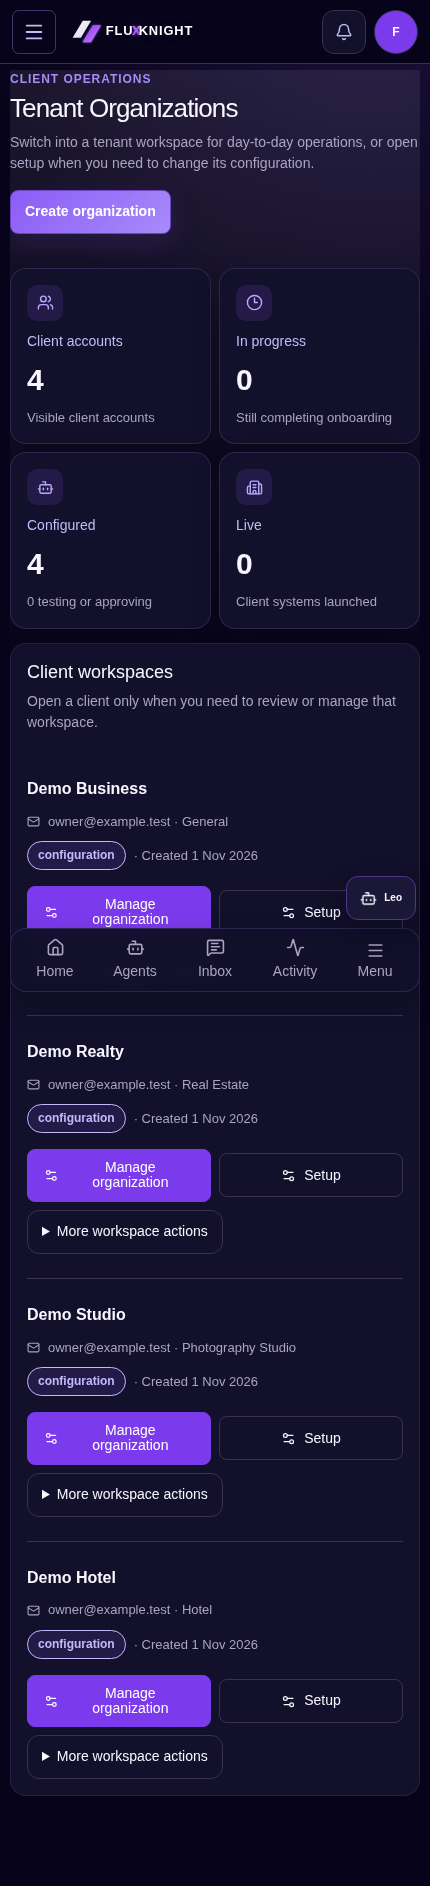 FLUXKNIGHT
F
CLIENT OPERATIONS
Tenant Organizations
Switch into a tenant workspace for day-to-day operations, or open
setup when you need to change its configuration.
Create organization
Client accounts
4
Visible client accounts
In progress
0
Still completing onboarding
Configured
4
0 testing or approving
Live
0
Client systems launched
Client workspaces
Open a client only when you need to review or manage that
workspace.
Demo Business
owner@example.test · General
configuration · Created 1 Nov 2026
Manage
organization
Setup
Leo
Home
Agents
Inbox
Activity
Menu
Demo Realty
owner@example.test · Real Estate
configuration · Created 1 Nov 2026
Manage
organization
Setup
More workspace actions
Demo Studio
owner@example.test · Photography Studio
configuration · Created 1 Nov 2026
Manage
organization
Setup
More workspace actions
Demo Hotel
owner@example.test · Hotel
configuration · Created 1 Nov 2026
Manage
organization
Setup
More workspace actions